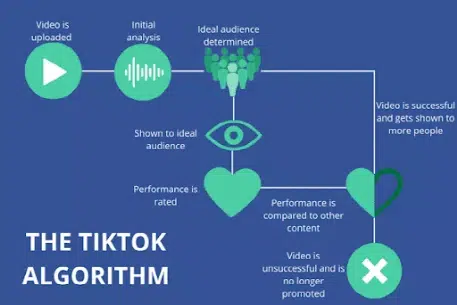 Video is
uploaded
Initial
analysis
Ideal audience
determined
Shown to ideal
audience
Performance is
rated
Performance is
compared to other
content
Video is successful
and gets shown to
more people
Video is
unsuccessful and is
no longer
promoted
THE TIKTOK
ALGORITHM